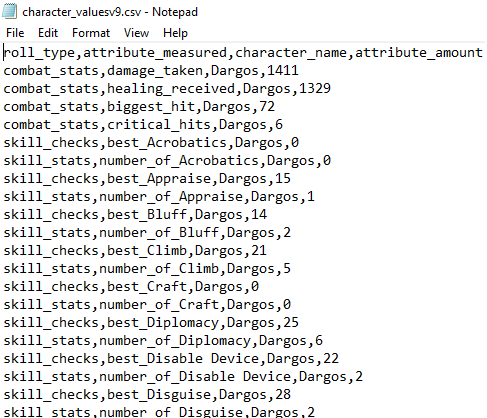 character_valuesv9.csv - Notepad
File Edit Format View Help
roll_type,attribute_measured,character_name,attribute_amount
combat_stats,damage_taken,Dargos,1411
combat_stats,healing_received,Dargos,1329
combat_stats,biggest_hit,Dargos,72
combat_stats,critical_hits,Dargos,6
skill_checks,best_Acrobatics,Dargos,0
skill_stats,number_of_Acrobatics,Dargos,0
skill_checks,best_Appraise,Dargos,15
skill_stats,number_of_Appraise,Dargos,1
skill_checks,best_Bluff,Dargos,14
skill_stats,number_of_Bluff,Dargos,2
skill_checks,best_Climb,Dargos,21
skill_stats,number_of_Climb,Dargos,5
skill_checks,best_Craft,Dargos,0
skill_stats,number_of_Craft,Dargos,0
skill_checks,best_Diplomacy,Dargos,25
skill_stats,number_of_Diplomacy,Dargos,6
skill_checks,best_Disable Device,Dargos,22
skill_stats,number_of_Disable Device,Dargos,2
skill_checks,best_Disguise,Dargos,28
skill_stats,number_of_Disguise,Dargos,2